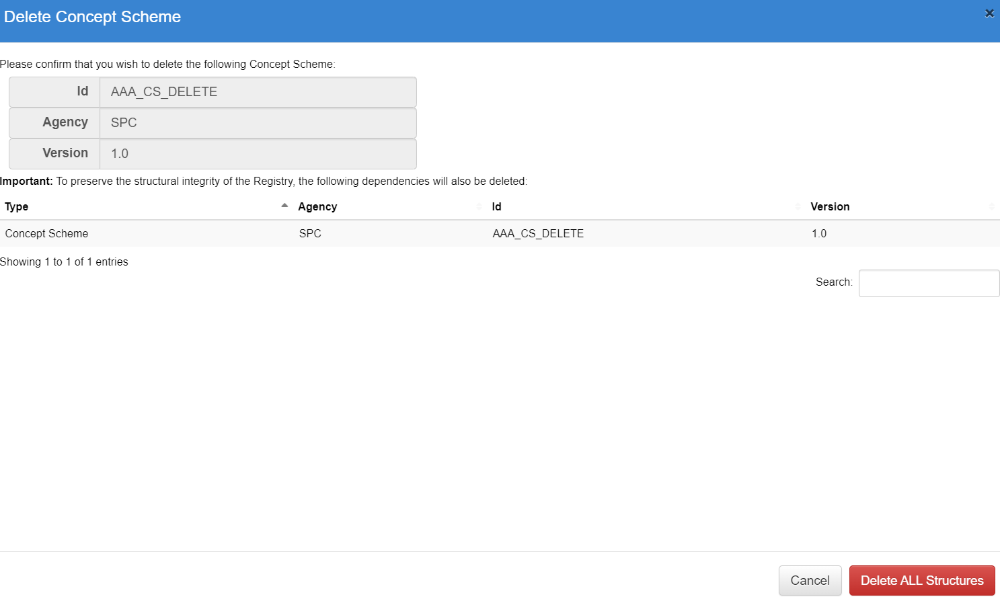 Delete Concept Scheme
Please confirm that you wish to delete the following Concept Scheme:
Id AAA_CS_DELETE
Agency SPC
Version 1.0
Important: To preserve the structural integrity of the Registry, the following dependencies will also be deleted:
Type Agency Id Version
Concept Scheme SPC AAA_CS_DELETE 1.0
Showing 1 to 1 of 1 entries
Search:
Cancel Delete ALL Structures